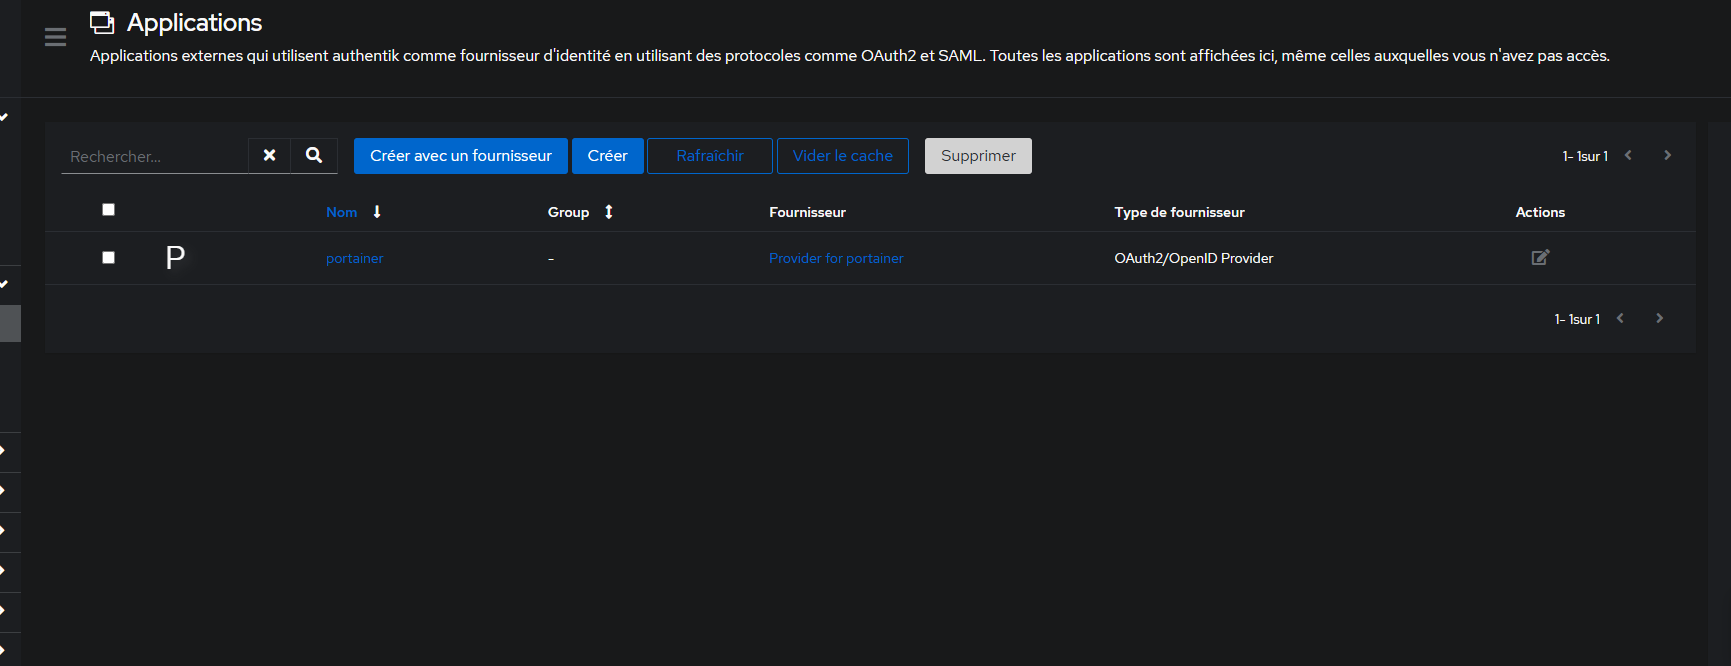 Applications
Applications externes qui utilisent authentik comme fournisseur d'identité en utilisant des protocoles comme OAuth2 et SAML. Toutes les applications sont affichées ici, même celles auxquelles vous n'avez pas accès.
Rechercher... Créer avec un fournisseur Créer Rafraîchir Vider le cache Supprimer 1- 1sur 1
Nom Group Fournisseur Type de fournisseur Actions
P portainer - Provider for portainer OAuth2/OpenID Provider
1- 1sur 1